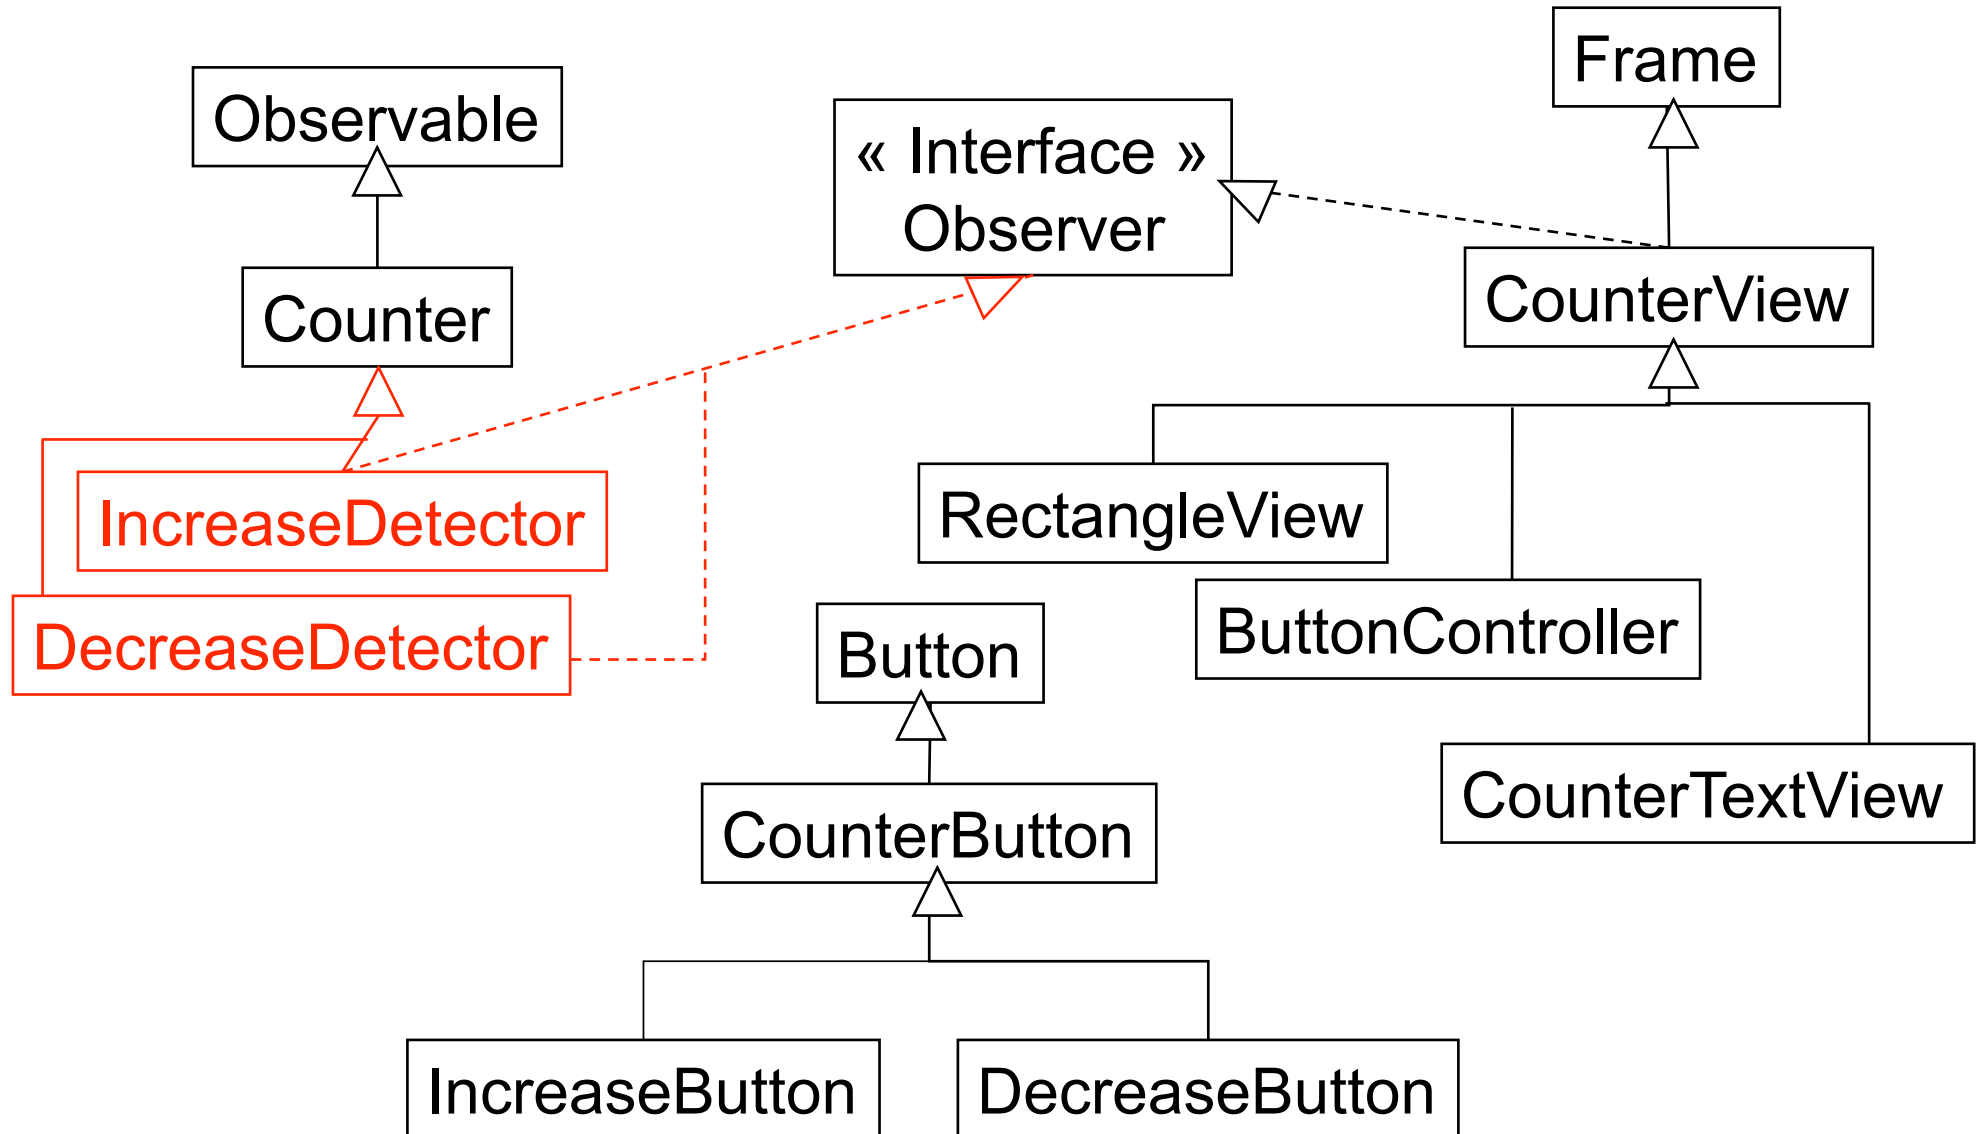 Frame
Observable
« Interface »
Observer
Counter
CounterView
IncreaseDetector
RectangleView
DecreaseDetector
Button
ButtonController
CounterButton
CounterTextView
IncreaseButton
DecreaseButton